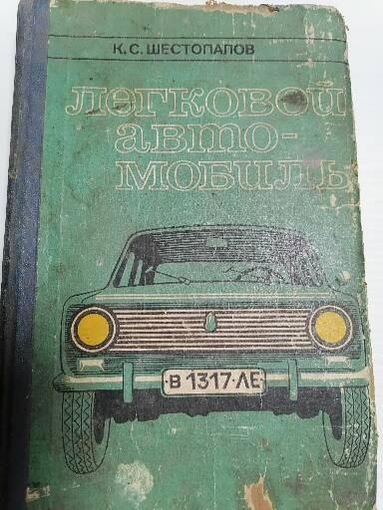 К. С. ШЕСТОПАЛОВ
ЛЕГКОВОЙ
АВТО-
МОБИЛЬ
·В 1317·ЛЕ